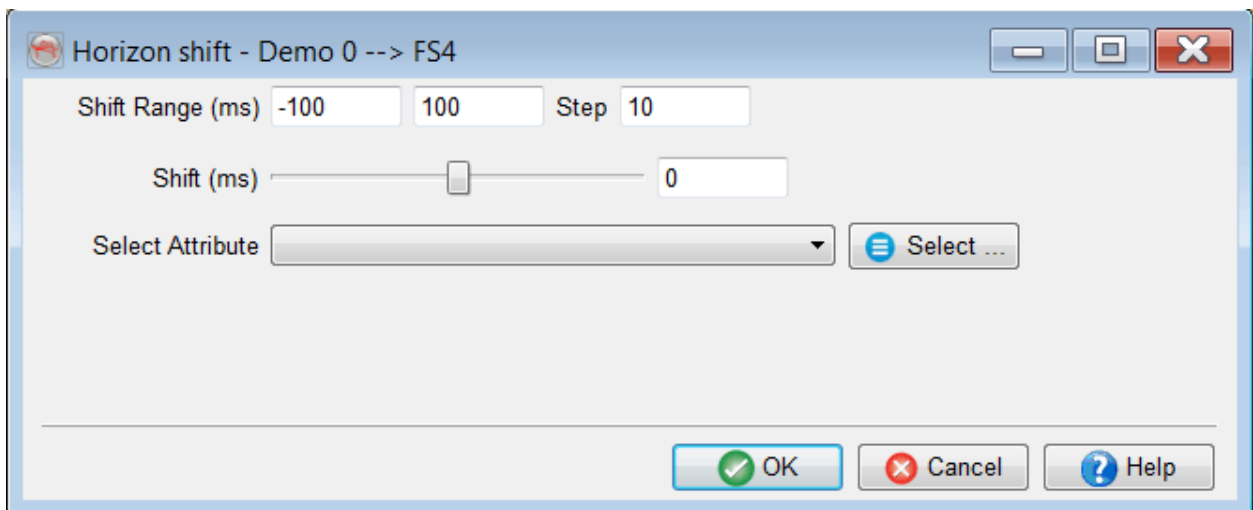 Horizon shift - Demo 0 --> FS4
Shift Range (ms) -100 100 Step 10
Shift (ms) 0
Select Attribute Select ...
OK Cancel Help